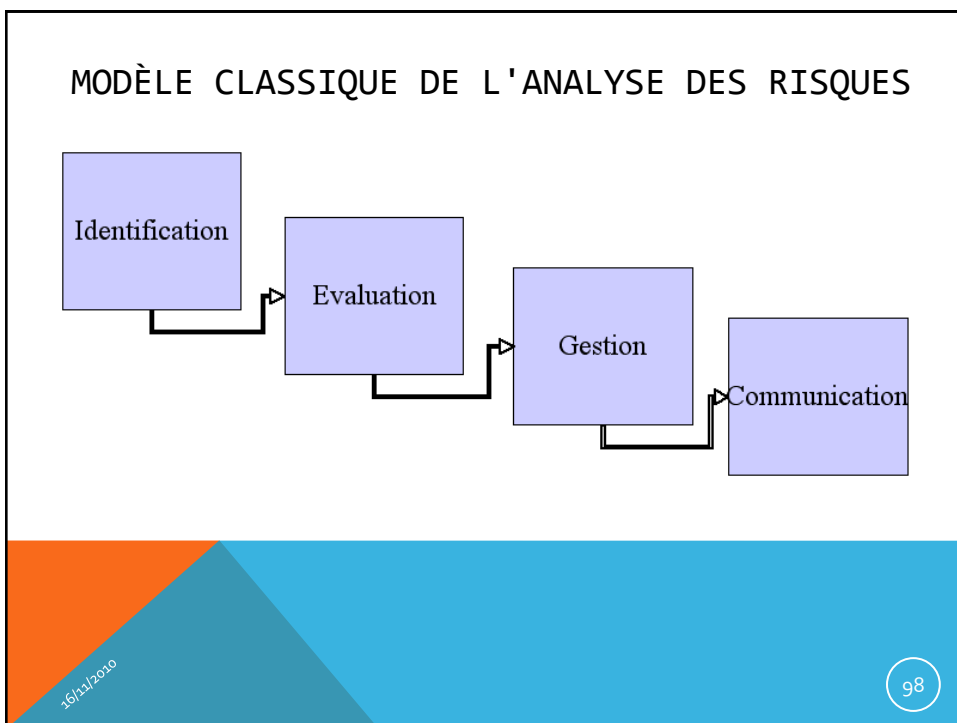 MODÈLE CLASSIQUE DE L'ANALYSE DES RISQUES
Identification
Evaluation
Gestion
Communication
16/11/2010
98